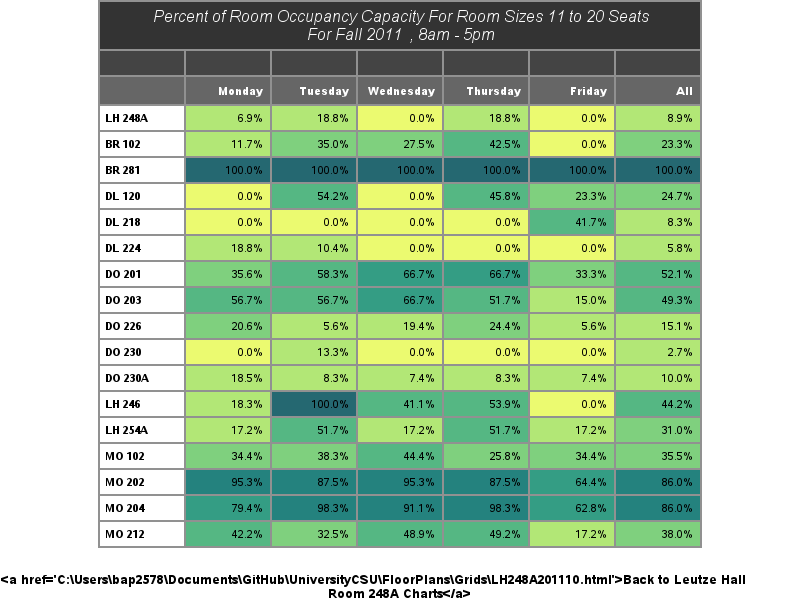 Percent of Room Occupancy Capacity For Room Sizes 11 to 20 Seats
For Fall 2011 , 8am - 5pm
Monday Tuesday Wednesday Thursday Friday All
LH 248A 6.9% 18.8% 0.0% 18.8% 0.0% 8.9%
BR 102 11.7% 35.0% 27.5% 42.5% 0.0% 23.3%
BR 281 100.0% 100.0% 100.0% 100.0% 100.0% 100.0%
DL 120 0.0% 54.2% 0.0% 45.8% 23.3% 24.7%
DL 218 0.0% 0.0% 0.0% 0.0% 41.7% 8.3%
DL 224 18.8% 10.4% 0.0% 0.0% 0.0% 5.8%
DO 201 35.6% 58.3% 66.7% 66.7% 33.3% 52.1%
DO 203 56.7% 56.7% 66.7% 51.7% 15.0% 49.3%
DO 226 20.6% 5.6% 19.4% 24.4% 5.6% 15.1%
DO 230 0.0% 13.3% 0.0% 0.0% 0.0% 2.7%
DO 230A 18.5% 8.3% 7.4% 8.3% 7.4% 10.0%
LH 246 18.3% 100.0% 41.1% 53.9% 0.0% 44.2%
LH 254A 17.2% 51.7% 17.2% 51.7% 17.2% 31.0%
MO 102 34.4% 38.3% 44.4% 25.8% 34.4% 35.5%
MO 202 95.3% 87.5% 95.3% 87.5% 64.4% 86.0%
MO 204 79.4% 98.3% 91.1% 98.3% 62.8% 86.0%
MO 212 42.2% 32.5% 48.9% 49.2% 17.2% 38.0%
<a href='C:\Users\bap2578\Documents\GitHub\UniversityCSU\FloorPlans\Grids\LH248A201110.html'>Back to Leutze Hall
Room 248A Charts</a>